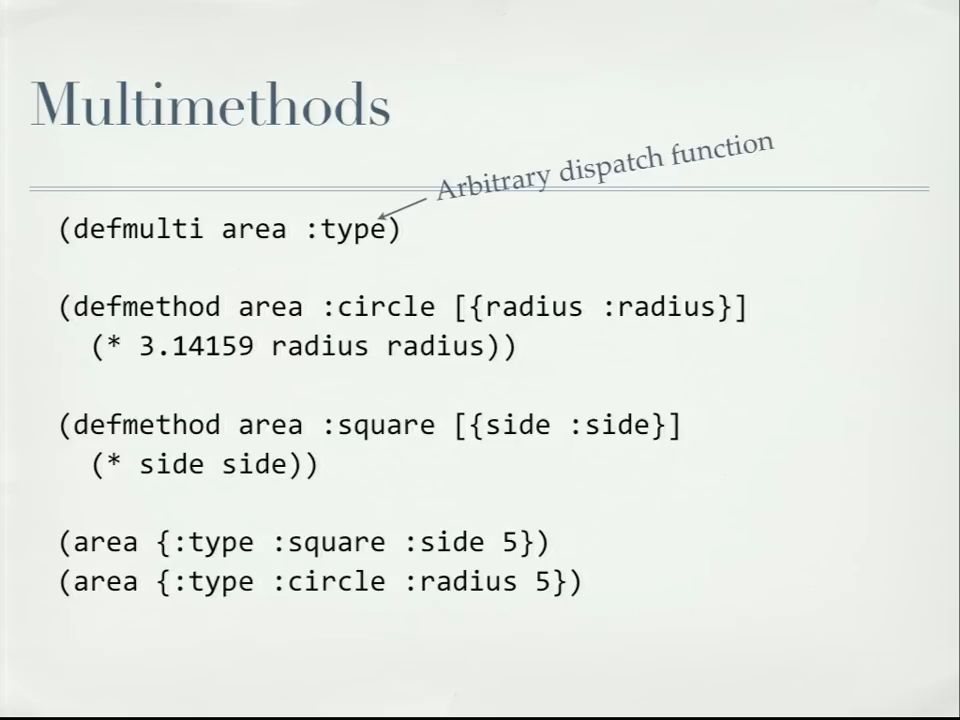 Multimethods
Arbitrary dispatch function
(defmulti area :type)
(defmethod area :circle [{radius :radius}]
(* 3.14159 radius radius))
(defmethod area :square [{side :side}]
(* side side))
(area {:type :square :side 5})
(area {:type :circle :radius 5})